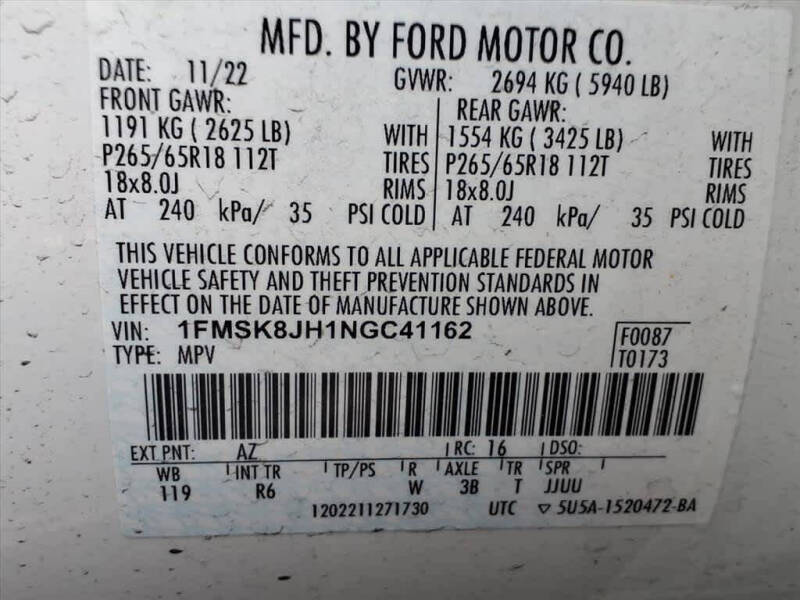 MFD. BY FORD MOTOR CO.
DATE: 11/22 GVWR: 2694 KG ( 5940 LB)
FRONT GAWR: REAR GAWR:
1191 KG ( 2625 LB) WITH 1554 KG ( 3425 LB) WITH
P265/65R18 112T TIRES P265/65R18 112T TIRES
18x8.0J RIMS 18x8.0J RIMS
AT 240 kPa/ 35 PSI COLD AT 240 kPa/ 35 PSI COLD
THIS VEHICLE CONFORMS TO ALL APPLICABLE FEDERAL MOTOR
VEHICLE SAFETY AND THEFT PREVENTION STANDARDS IN
EFFECT ON THE DATE OF MANUFACTURE SHOWN ABOVE.
VIN: 1FMSK8JH1NGC41162 F0087
TYPE: MPV T0173
EXT PNT: AZ RC: 16 DSO:
WB INT TR TP/PS R AXLE TR SPR
119 R6 W 3B T JJUU
1202211271730 UTC ▽ 5U5A-1520472-BA